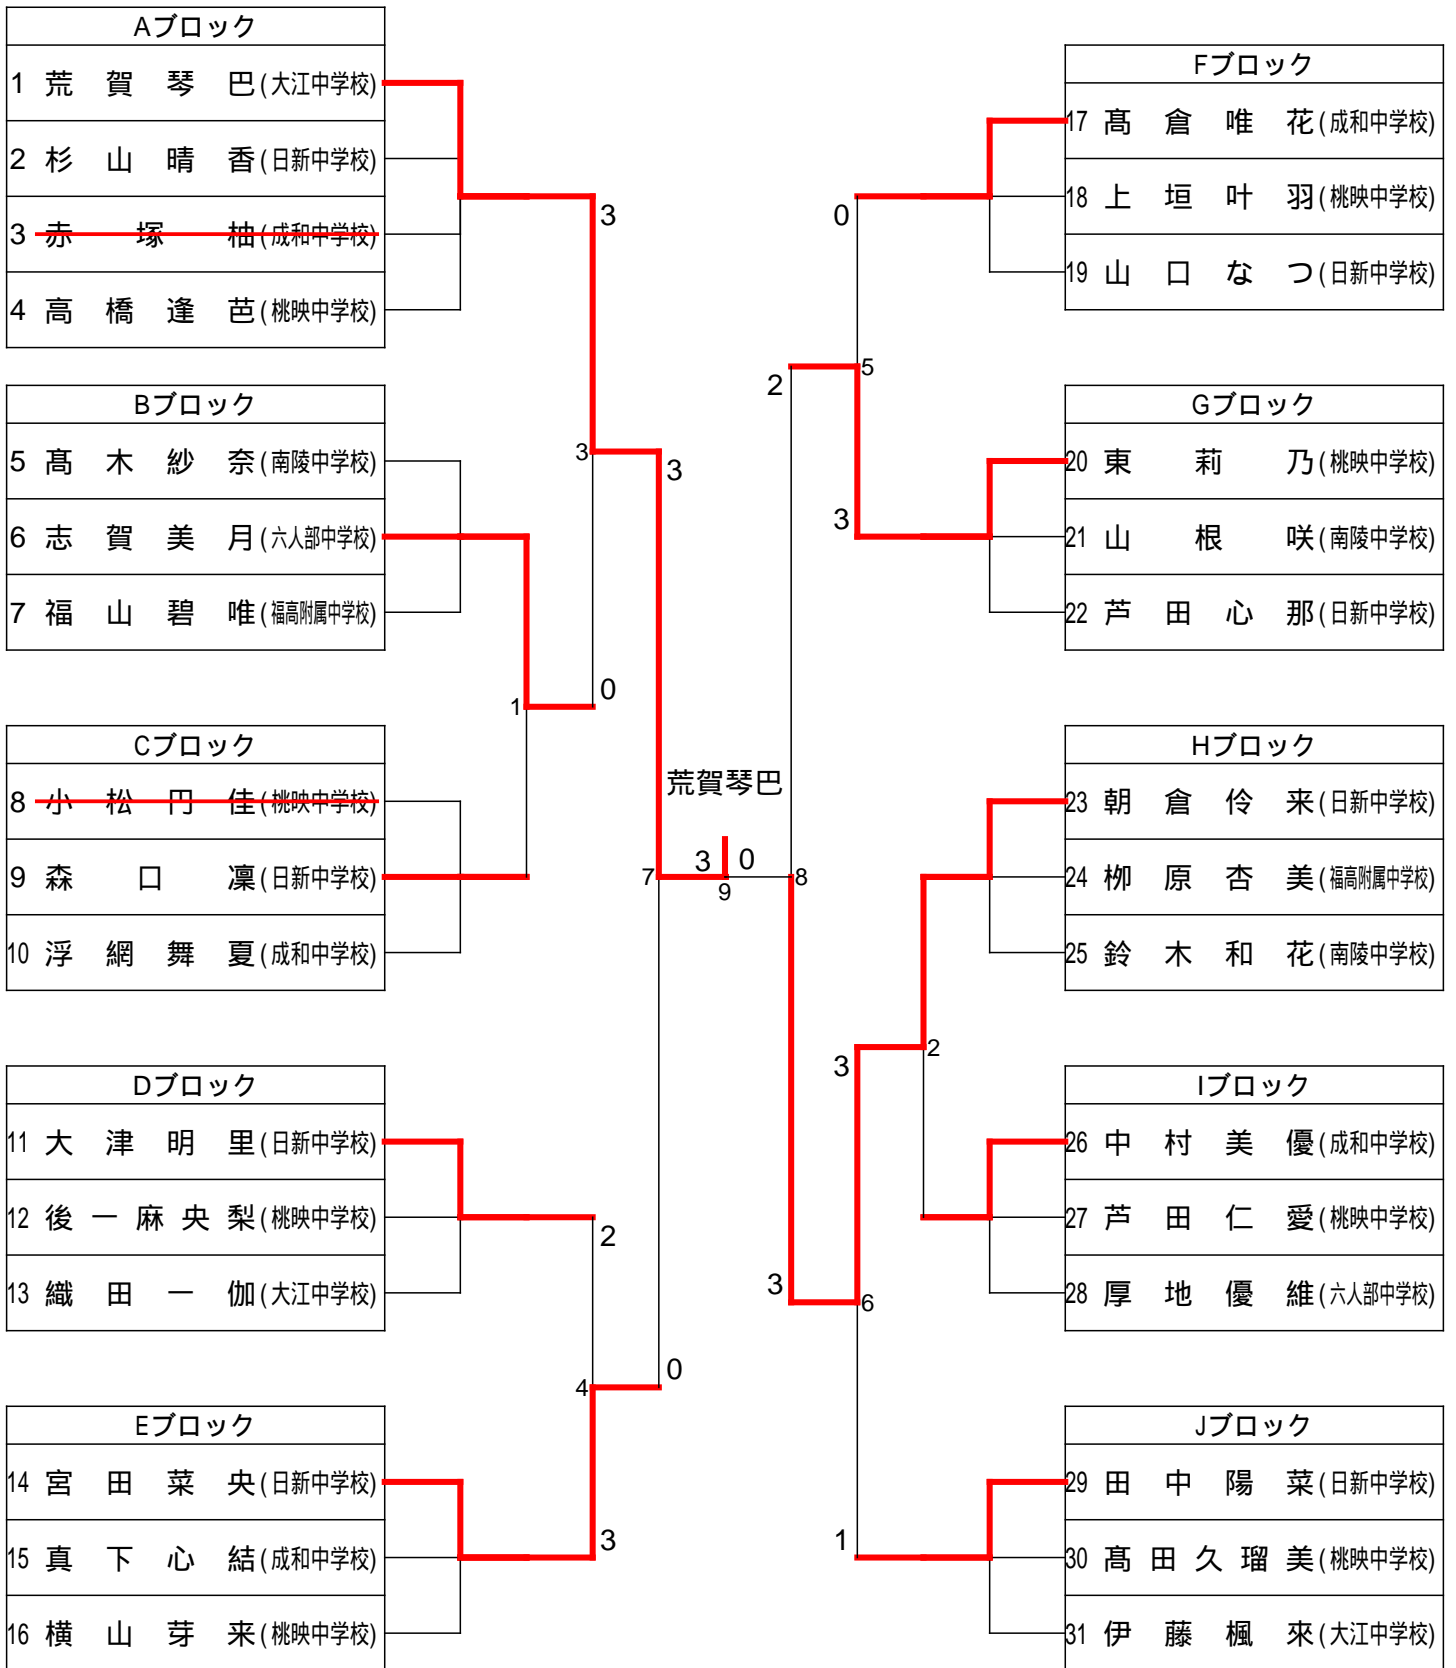 Aブロック
1 荒賀琴巴(大江中学校)
2 杉山晴香(日新中学校)
3 赤塚柚(成和中学校)
4 高橋逢芭(桃映中学校)
Bブロック
5 髙木紗奈(南陵中学校)
6 志賀美月(六人部中学校)
7 福山碧唯(福高附属中学校)
Cブロック
8 小松円佳(桃映中学校)
9 森口凜(日新中学校)
10 浮網舞夏(成和中学校)
Dブロック
11 大津明里(日新中学校)
12 後一麻央梨(桃映中学校)
13 織田一伽(大江中学校)
Eブロック
14 宮田菜央(日新中学校)
15 真下心結(成和中学校)
16 横山芽来(桃映中学校)
3
3
3
0
1
2
4
0
3
7
荒賀琴巴
3 0
9
8
0
2
5
3
3
2
3
6
1
Fブロック
17 髙倉唯花(成和中学校)
18 上垣叶羽(桃映中学校)
19 山口なつ(日新中学校)
Gブロック
20 東莉乃(桃映中学校)
21 山根咲(南陵中学校)
22 芦田心那(日新中学校)
Hブロック
23 朝倉伶来(日新中学校)
24 栁原杏美(福高附属中学校)
25 鈴木和花(南陵中学校)
Iブロック
26 中村美優(成和中学校)
27 芦田仁愛(桃映中学校)
28 厚地優維(六人部中学校)
Jブロック
29 田中陽菜(日新中学校)
30 髙田久瑠美(桃映中学校)
31 伊藤楓來(大江中学校)